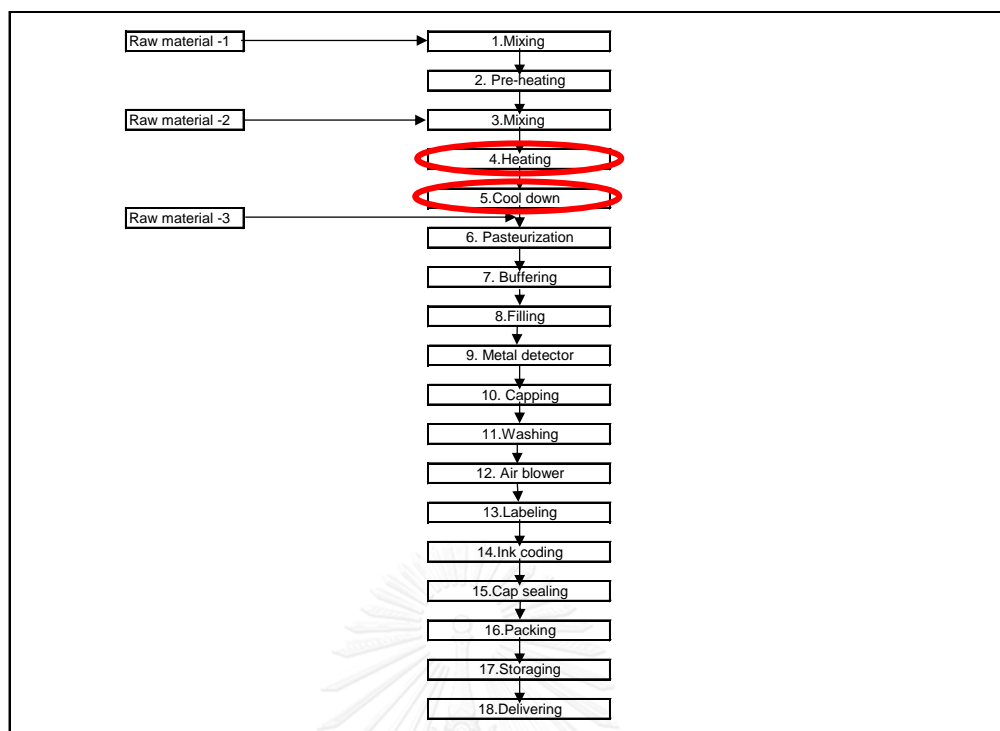 Raw material -1
1.Mixing
2. Pre-heating
Raw material -2
3.Mixing
4.Heating
5.Cool down
Raw material -3
6. Pasteurization
7. Buffering
8.Filling
9. Metal detector
10. Capping
11.Washing
12. Air blower
13.Labeling
14.Ink coding
15.Cap sealing
16.Packing
17.Storaging
18.Delivering